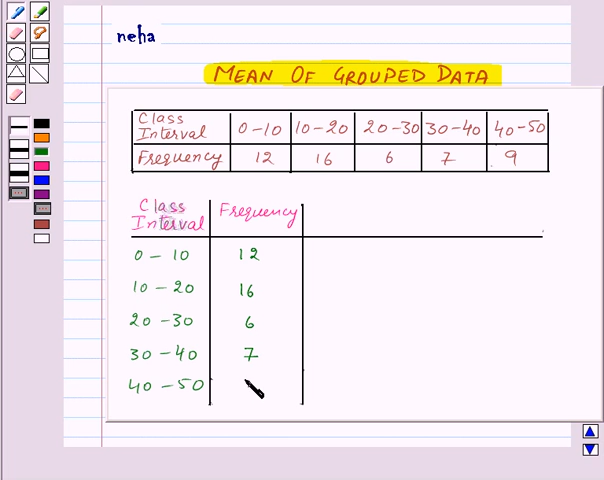 neha
MEAN OF GROUPED DATA
Class Interval 0-10 10-20 20-30 30-40 40-50
Frequency 12 16 6 7 9
Class Interval Frequency
0 - 10 12
10 - 20 16
20 - 30 6
30 - 40 7
40 - 50